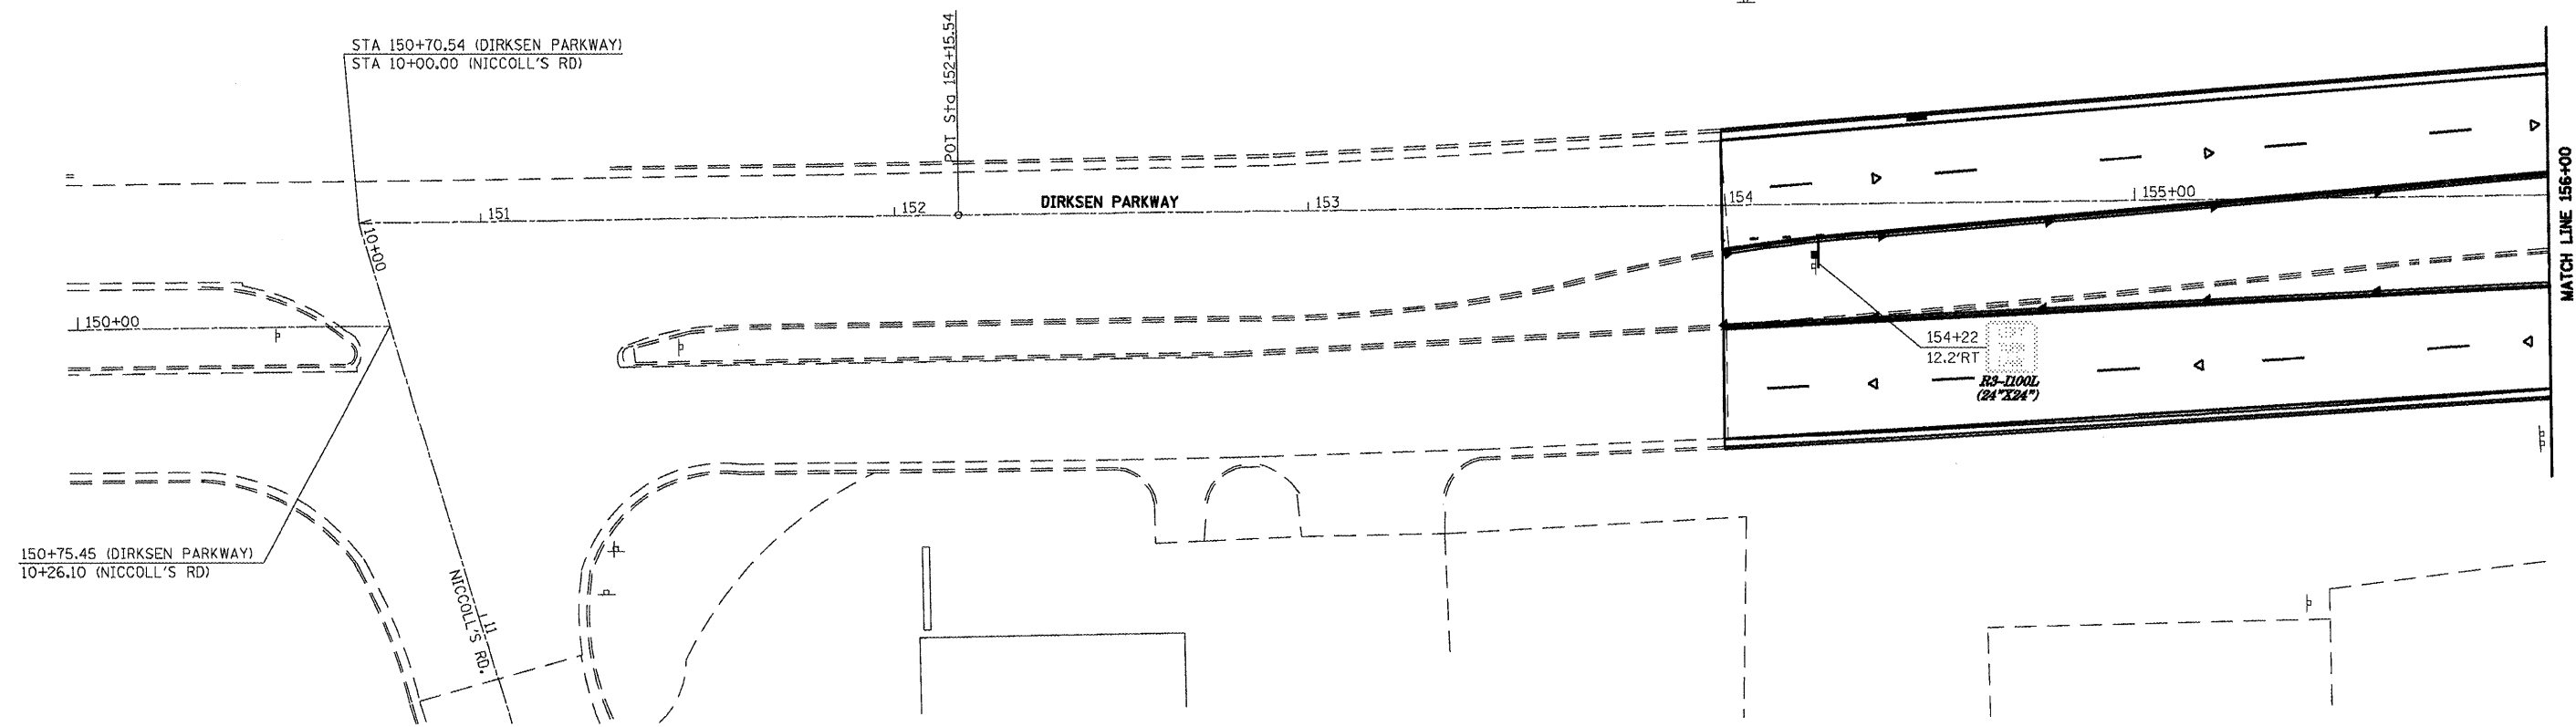 STA 150+70.54 (DIRKSEN PARKWAY)
STA 10+00.00 (NICCOLL'S RD)
POT Sta 152+15.54
151
152
DIRKSEN PARKWAY
153
154
155+00
MATCH LINE 156+00
10+00
150+00
154+22
12.2'RT
R3-I100L
(24"X24")
150+75.45 (DIRKSEN PARKWAY)
10+26.10 (NICCOLL'S RD)
11
NICCOLL'S RD.